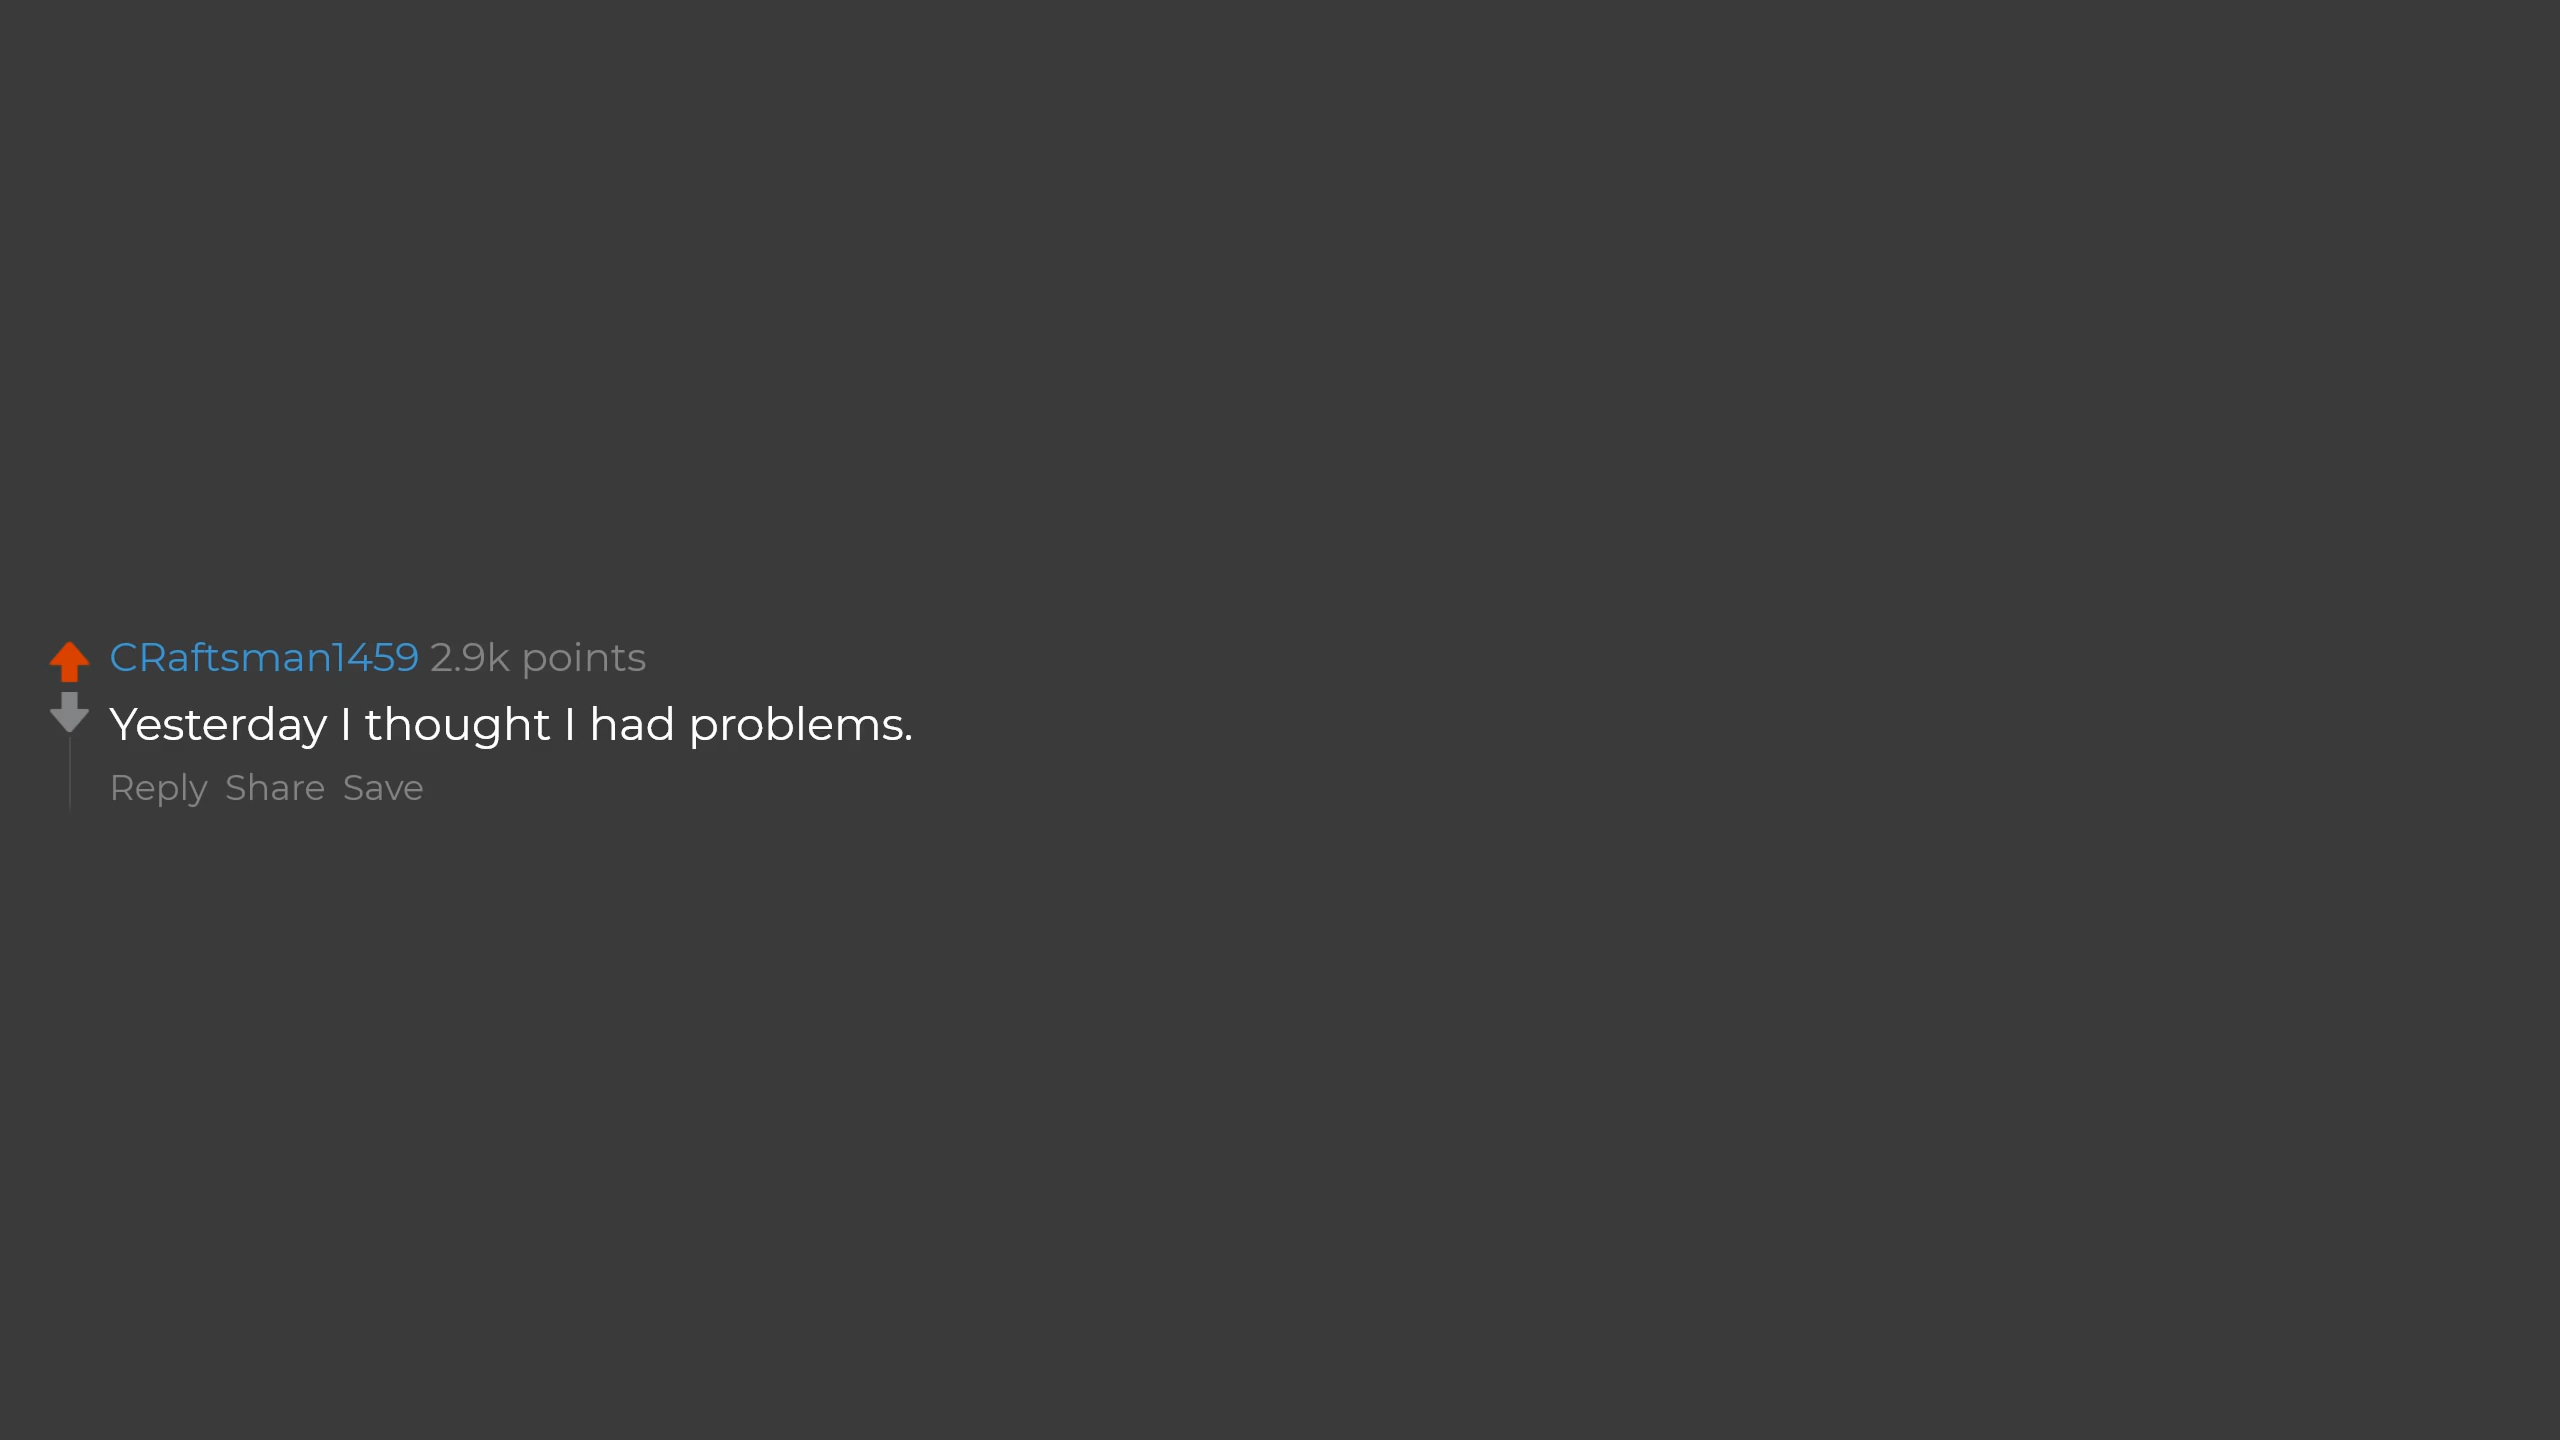 CRaftsman1459 2.9k points
Yesterday I thought I had problems.
Reply Share Save